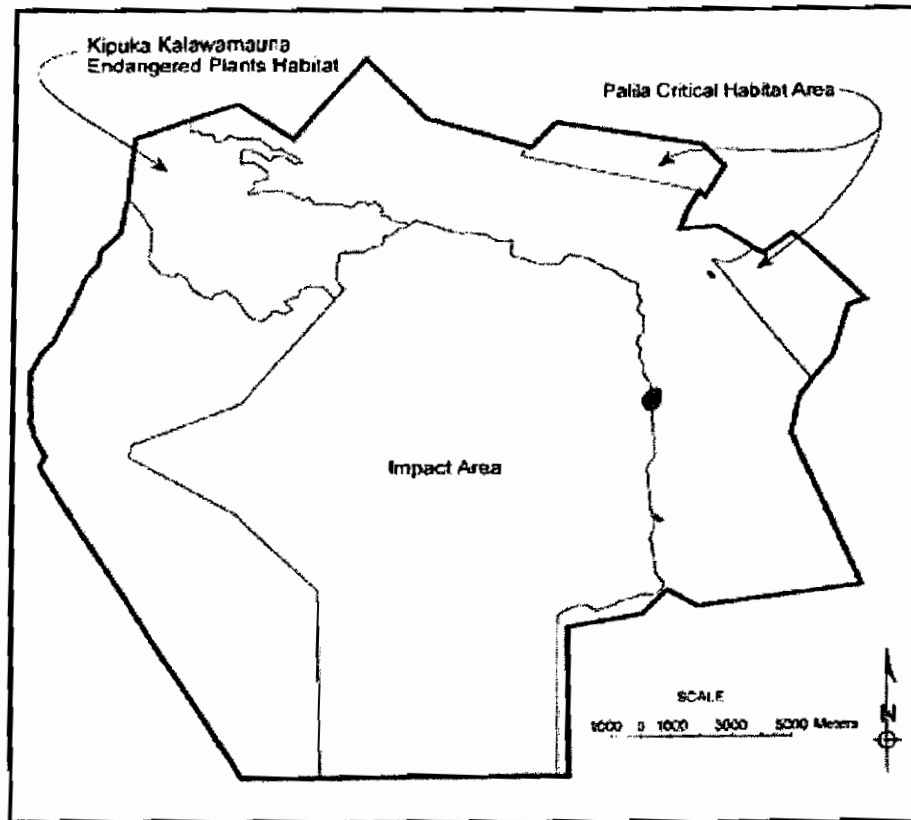 Kipuka Kalawamauna
Endangered Plants Habitat
Palila Critical Habitat Area
Impact Area
SCALE
1000 0 1000 3000 5000 Meters
N